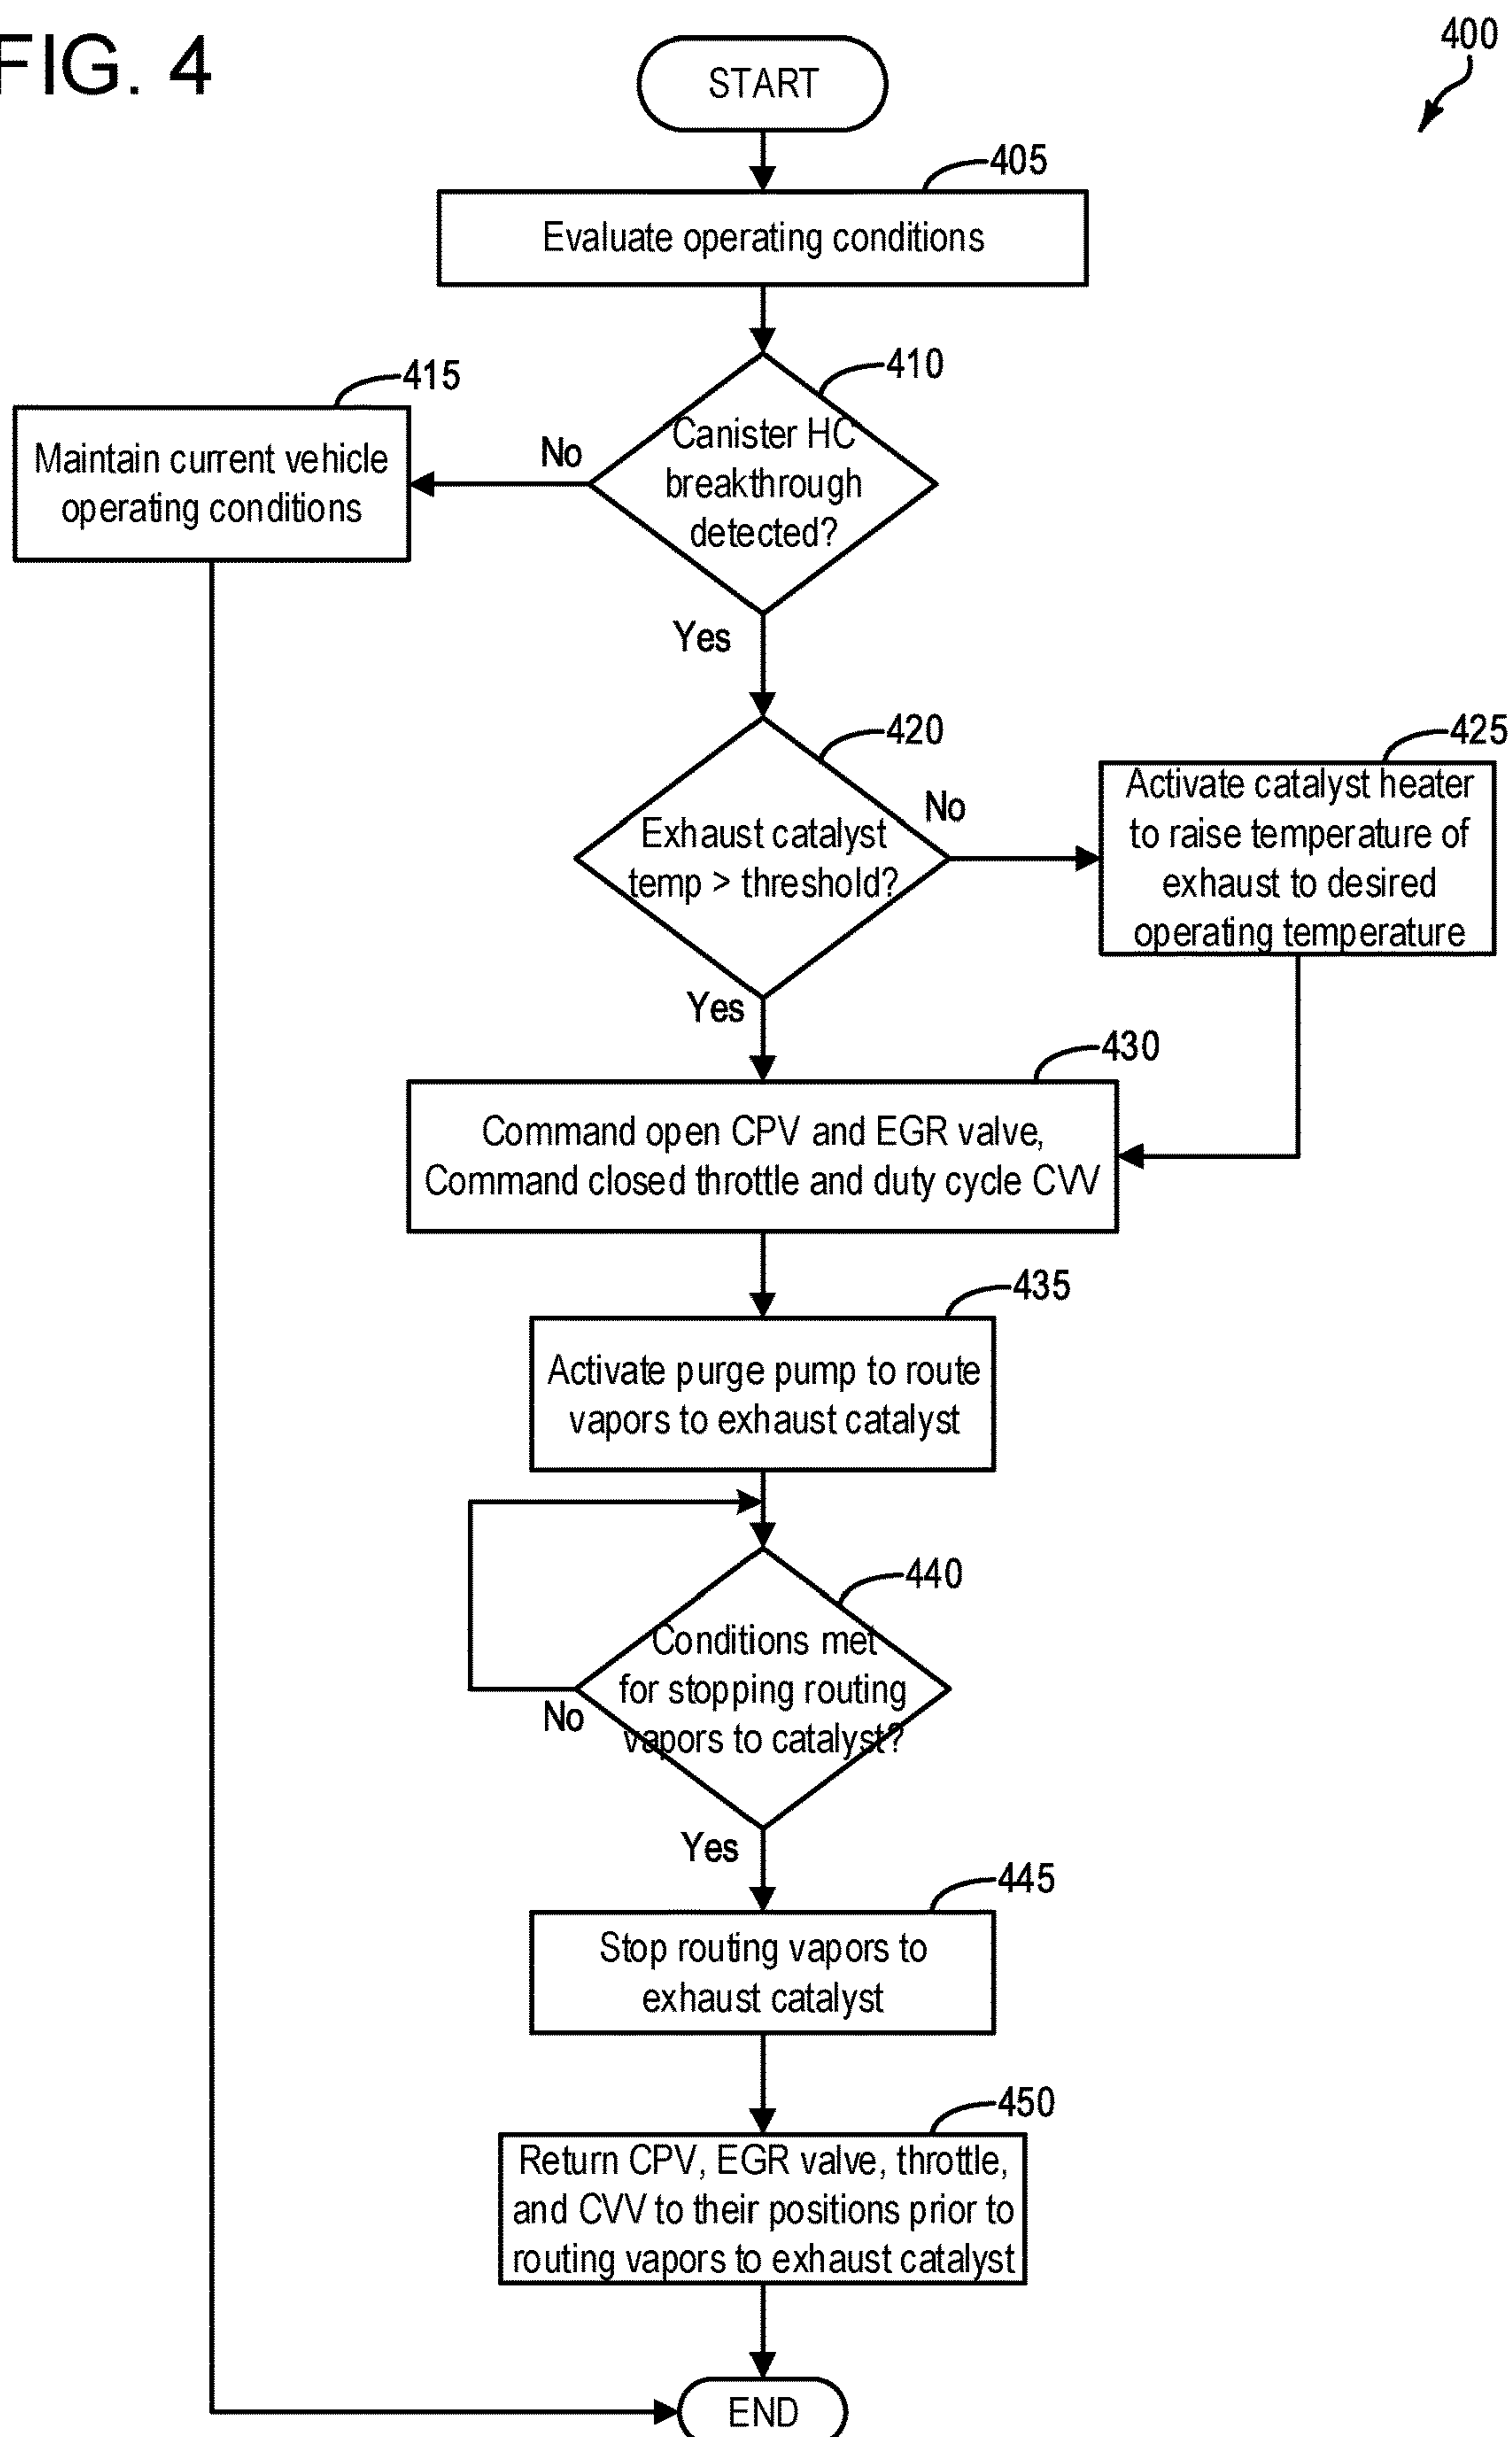 FIG. 4
400
START
405
Evaluate operating conditions
410
Canister HC
breakthrough
detected?
No
415
Maintain current vehicle
operating conditions
Yes
420
Exhaust catalyst
temp > threshold?
No
425
Activate catalyst heater
to raise temperature of
exhaust to desired
operating temperature
Yes
430
Command open CPV and EGR valve,
Command closed throttle and duty cycle CVV
435
Activate purge pump to route
vapors to exhaust catalyst
440
Conditions met
for stopping routing
vapors to catalyst?
No
Yes
445
Stop routing vapors to
exhaust catalyst
450
Return CPV, EGR valve, throttle,
and CVV to their positions prior to
routing vapors to exhaust catalyst
END